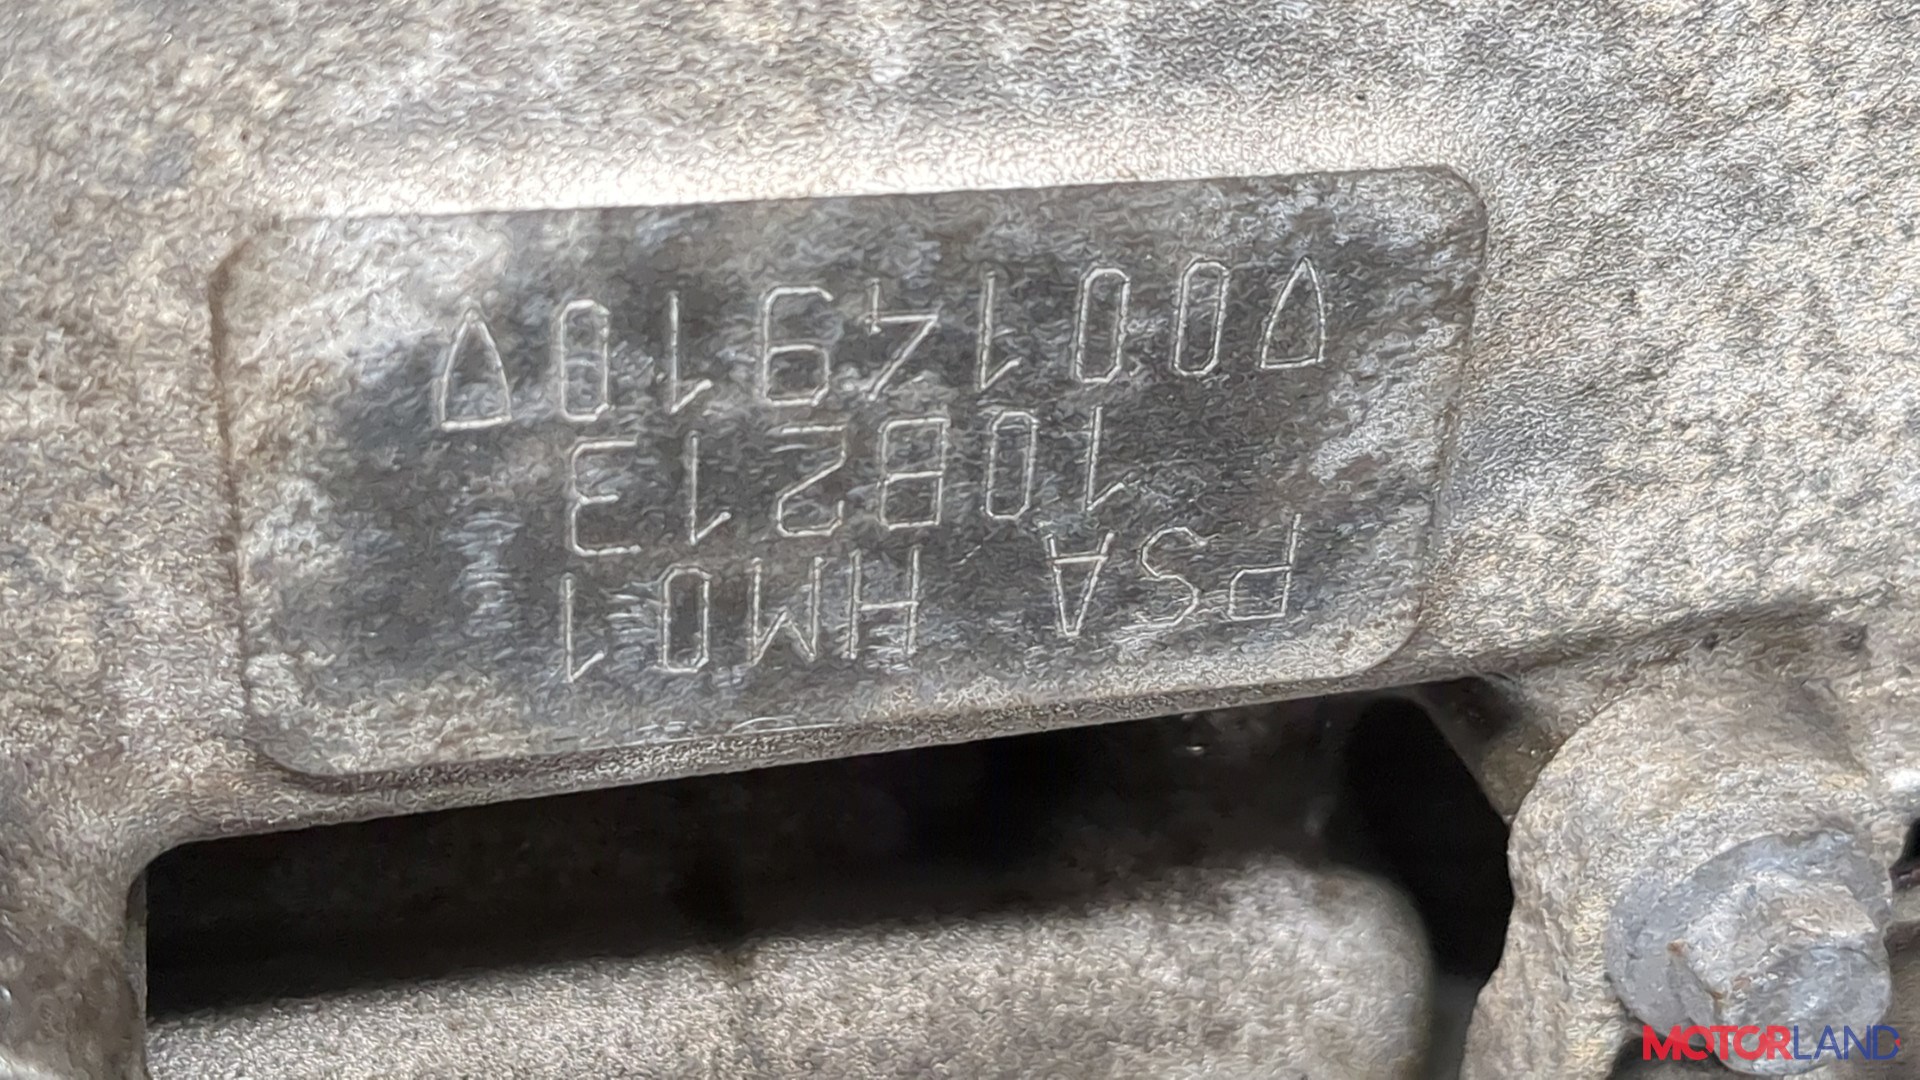 PSA HM01
10B213
▽0014910▽
MOTORLAND